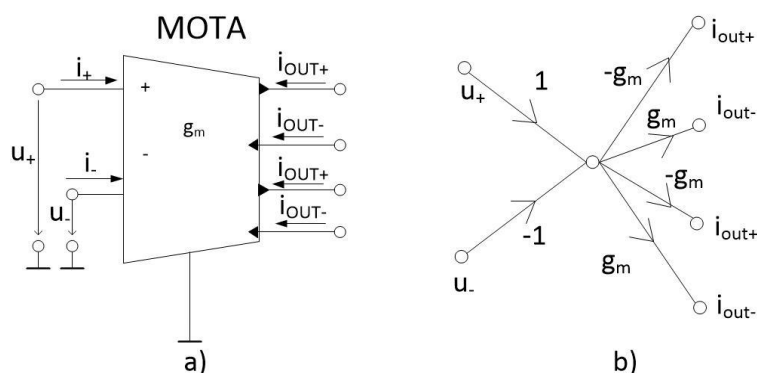 MOTA
i+
+
u+
gm
-
i-
u-
iOUT+
iOUT-
iOUT+
iOUT-
a)
u+
1
u-
-1
-gm
gm
-gm
gm
iout+
iout-
iout+
iout-
b)